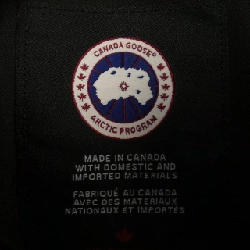 CANADA GOOSE®
ARCTIC PROGRAM
MADE IN CANADA
WITH DOMESTIC AND
IMPORTED MATERIALS
FABRIQUÉ AU CANADA
AVEC DES MATERIAUX
NATIONAUX ET IMPORTÉS